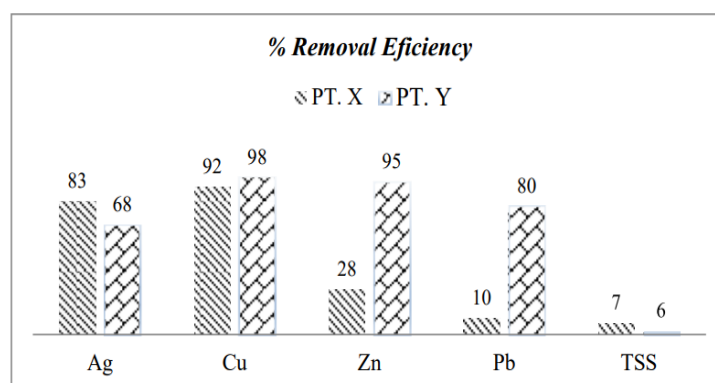 % Removal Eficiency
PT. X PT. Y
83 68 92 98 28 95 10 80 7 6
Ag Cu Zn Pb TSS